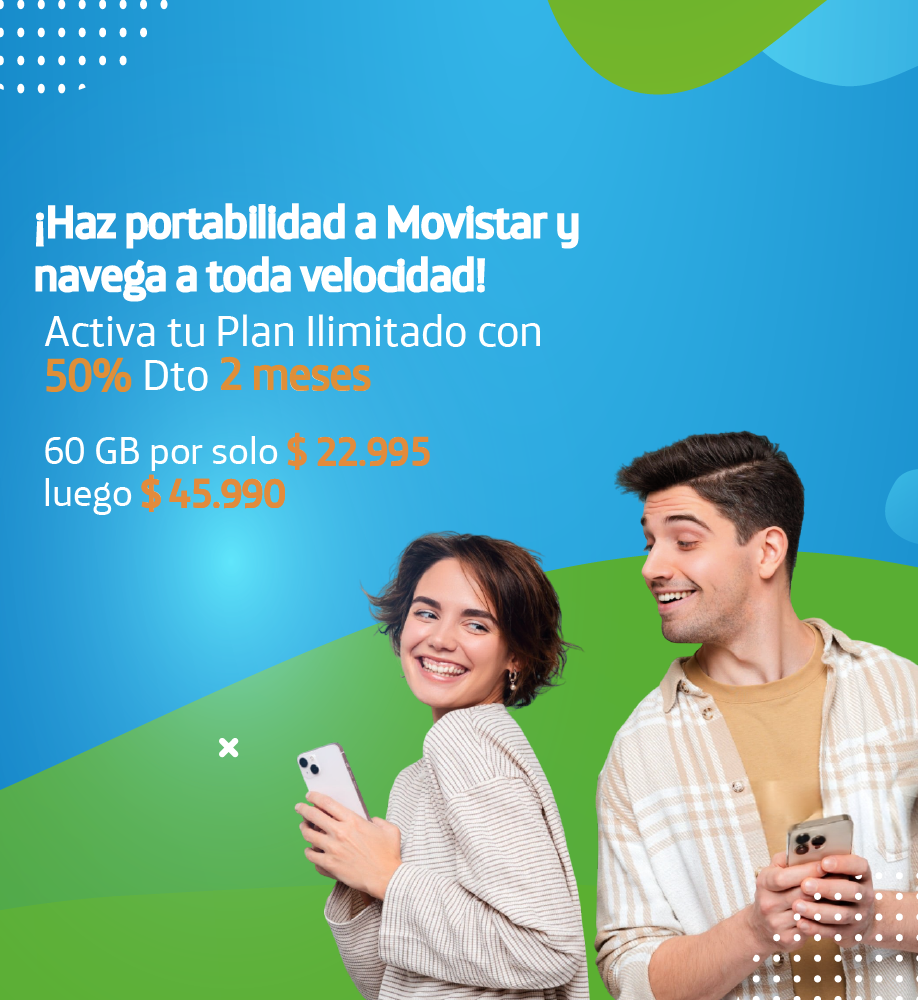 ¡Haz portabilidad a Movistar y
navega a toda velocidad!
Activa tu Plan Ilimitado con
50% Dto 2 meses
60 GB por solo $ 22.995
luego $ 45.990